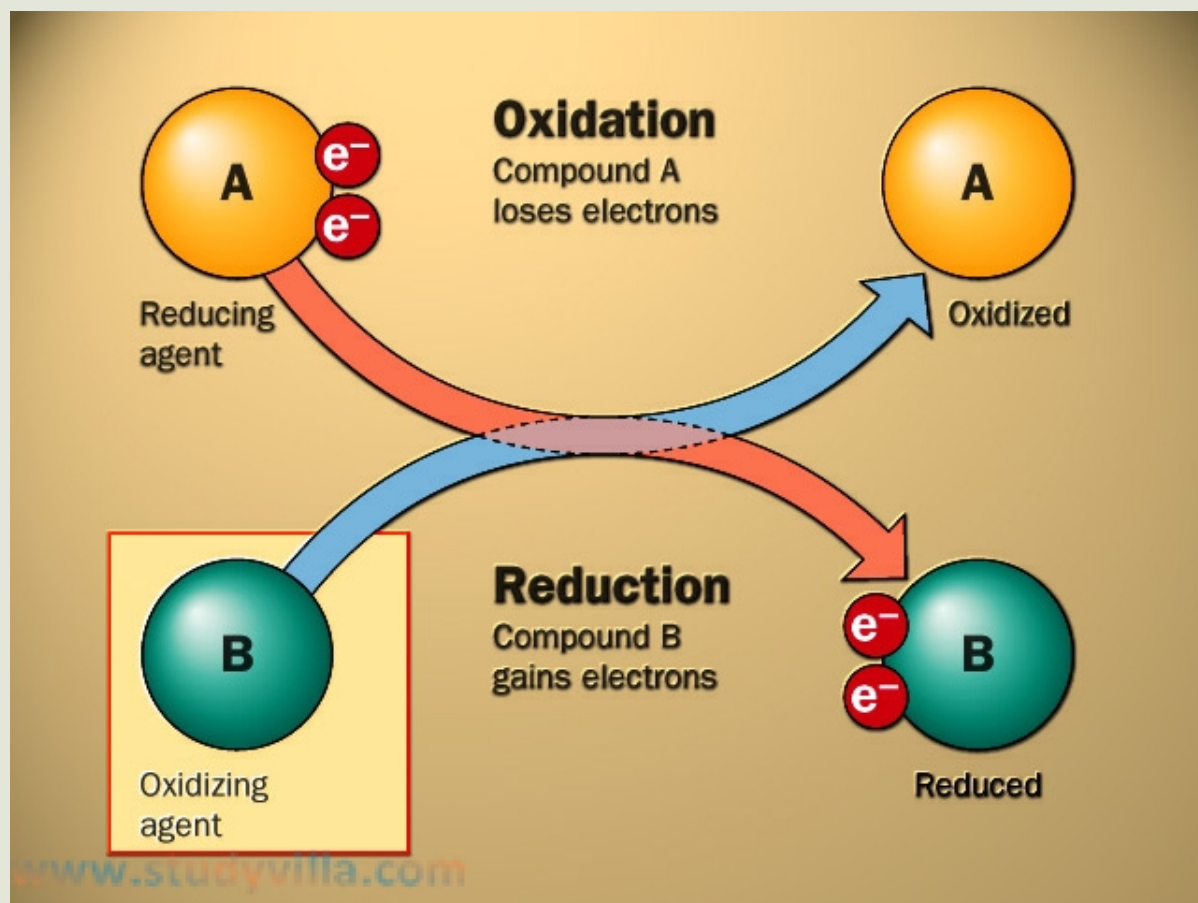 A
e⁻
e⁻
Reducing
agent
Oxidation
Compound A
loses electrons
A
Oxidized
B
Oxidizing
agent
Reduction
Compound B
gains electrons
e⁻
e⁻
B
Reduced
www.studyvilla.com